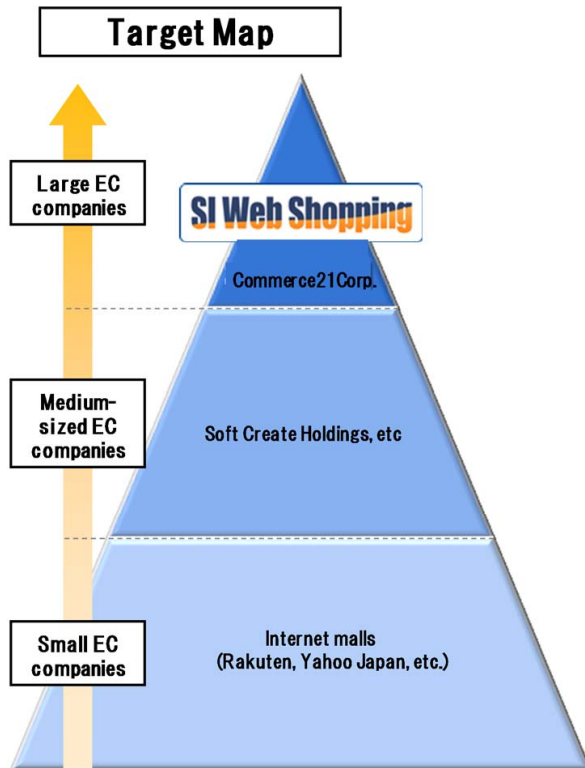 Target Map
Large EC
companies
SI Web Shopping
Commerce21Corp.
Medium-
sized EC
companies
Soft Create Holdings, etc
Small EC
companies
Internet malls
(Rakuten, Yahoo Japan, etc.)